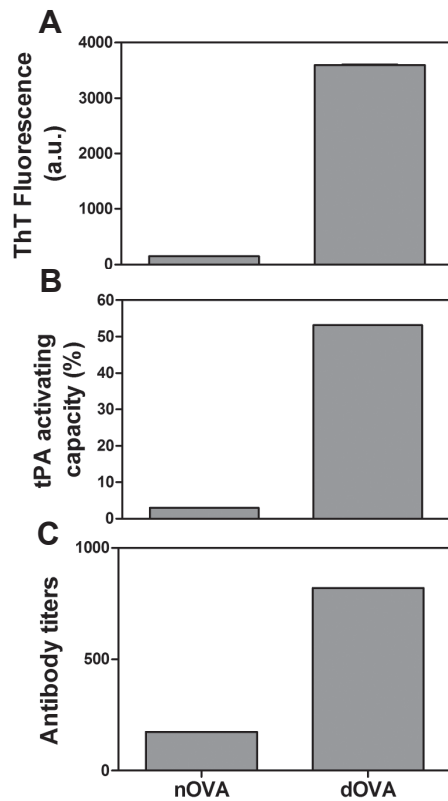 A
ThT Fluorescence
(a.u.)
4000
3000
2000
1000
0
B
tPA activating
capacity (%)
60
50
40
30
20
10
0
C
Antibody titers
1000
500
0
nOVA dOVA